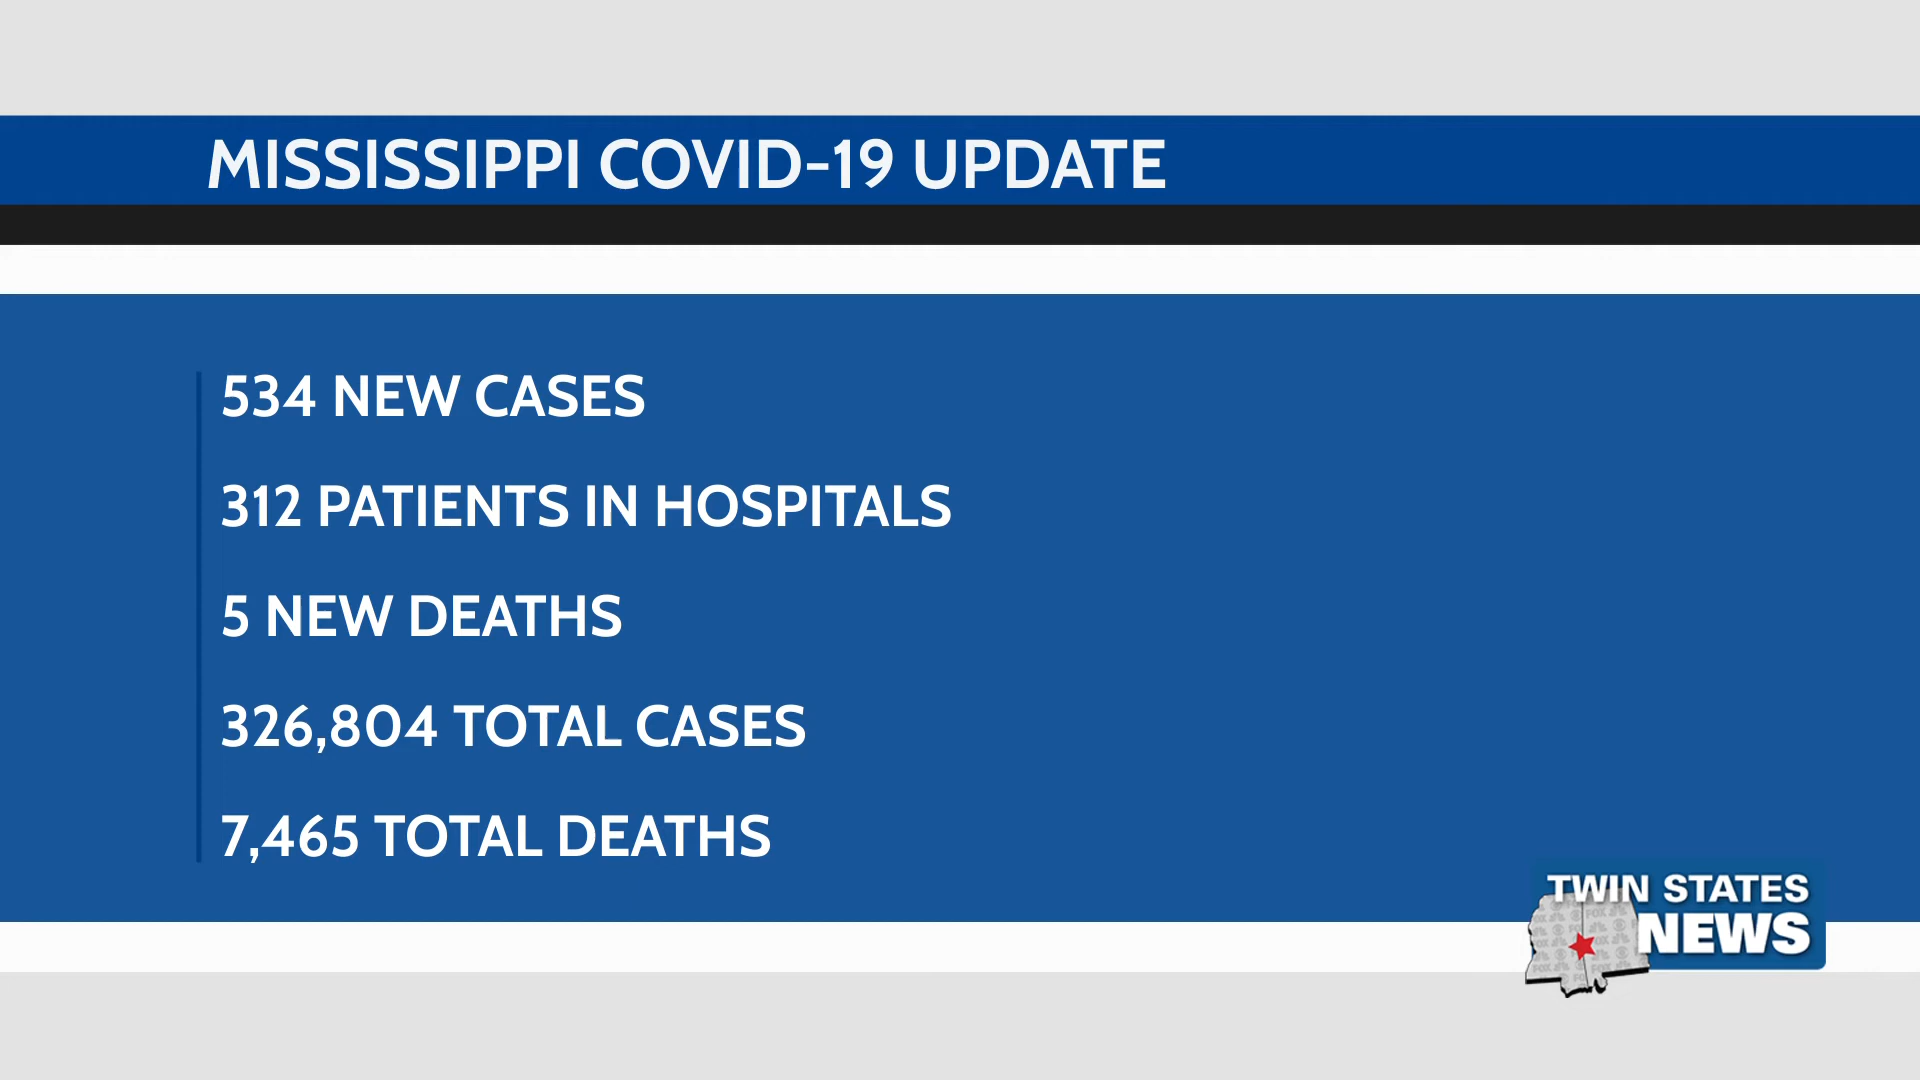 MISSISSIPPI COVID-19 UPDATE
534 NEW CASES
312 PATIENTS IN HOSPITALS
5 NEW DEATHS
326,804 TOTAL CASES
7,465 TOTAL DEATHS
TWIN STATES
NEWS